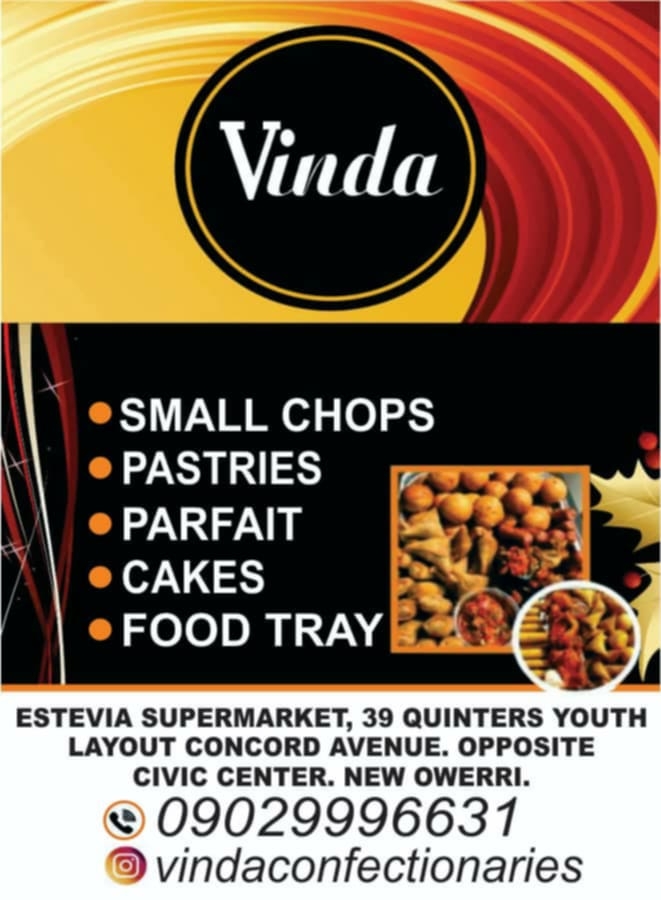 Vinda
SMALL CHOPS
PASTRIES
PARFAIT
CAKES
FOOD TRAY
ESTEVIA SUPERMARKET, 39 QUINTERS YOUTH
LAYOUT CONCORD AVENUE. OPPOSITE
CIVIC CENTER. NEW OWERRI.
09029996631
vindaconfectionaries